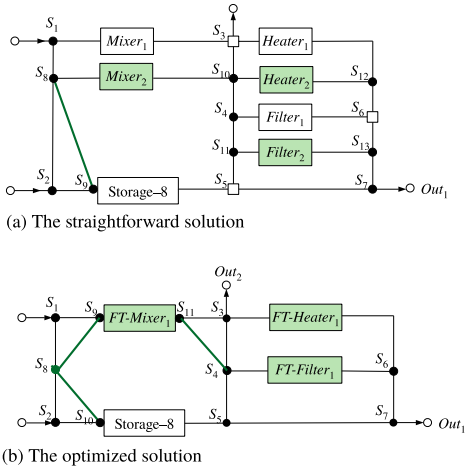 S1
Mixer1
S3
Heater1
S8
Mixer2
S10
Heater2
S12
S4
Filter1
S6
S11
Filter2
S13
S2
S9
Storage–8
S5
S7
Out1
(a) The straightforward solution
Out2
S1
S9
FT-Mixer1
S11
S3
FT-Heater1
S8
S4
FT-Filter1
S6
S2
S10
Storage–8
S5
S7
Out1
(b) The optimized solution